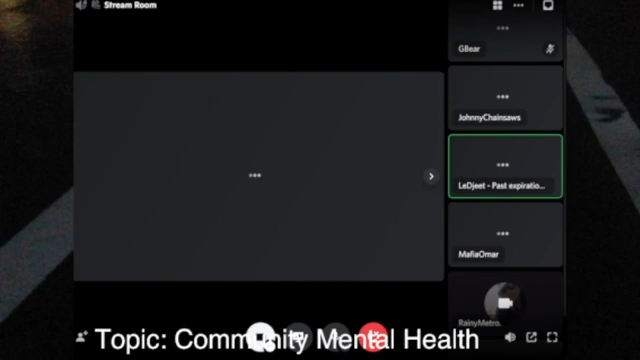 Stream Room
GBear
JohnnyChainsaws
LeDjeet - Past expiratio...
MafiaOmar
RainyMetro.
Topic: Community Mental Health